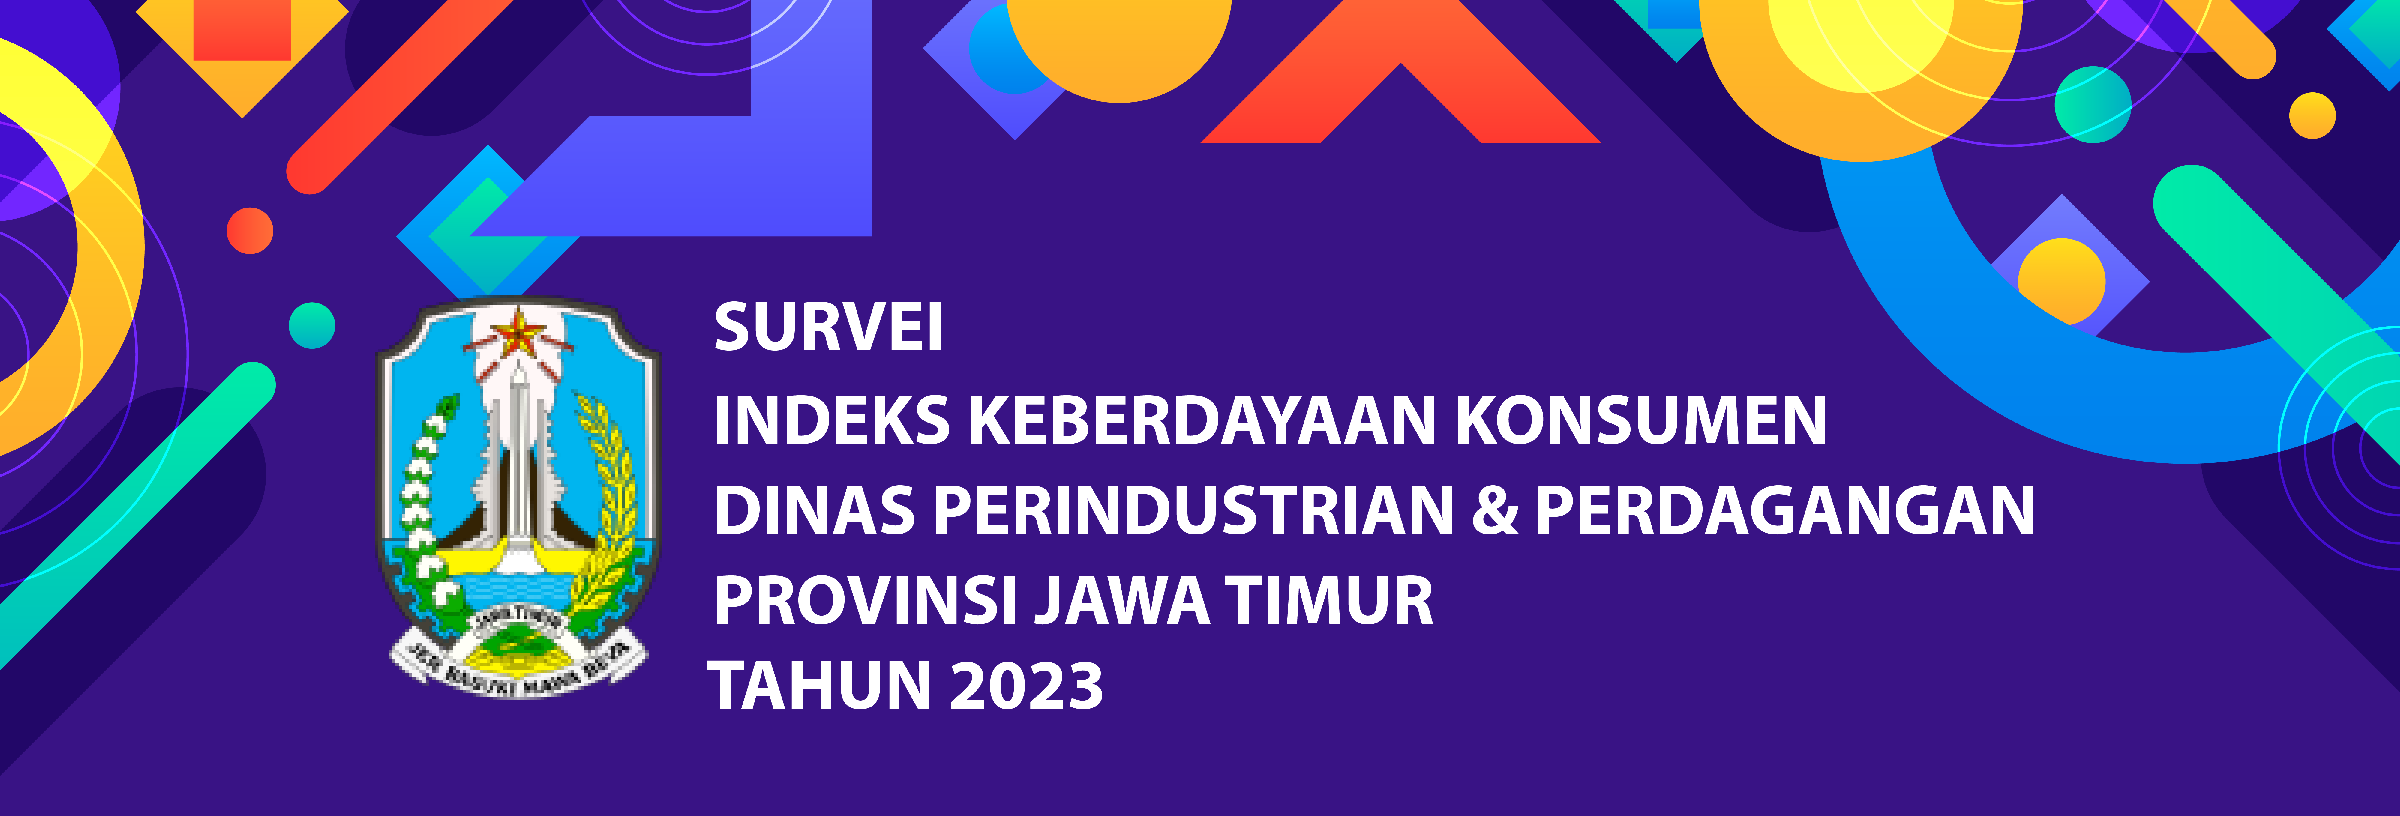 SURVEI
INDEKS KEBERDAYAAN KONSUMEN
DINAS PERINDUSTRIAN & PERDAGANGAN
PROVINSI JAWA TIMUR
TAHUN 2023
JAWA TIMUR
JER BASUKI MAWA BEYA